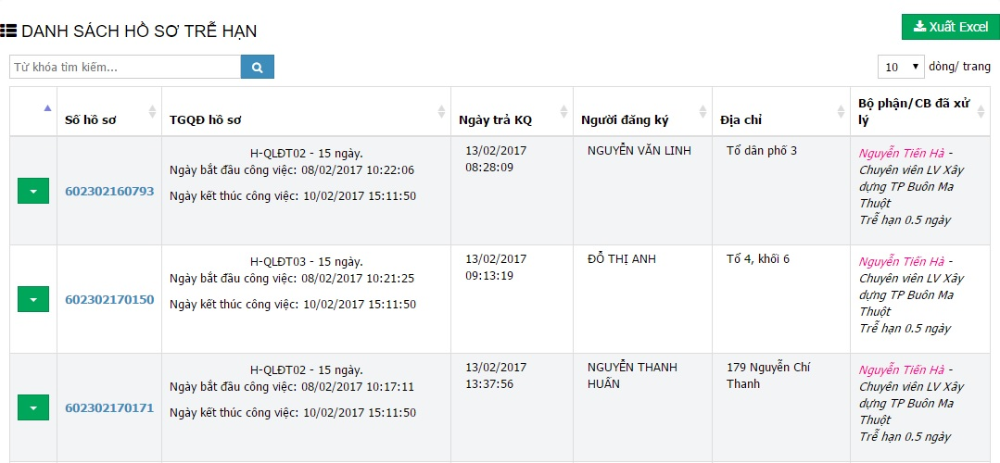 DANH SÁCH HỒ SƠ TRỄ HẠN
Xuất Excel
Từ khóa tìm kiếm...
10 dòng/ trang
Số hồ sơ
TGQĐ hồ sơ
Ngày trả KQ
Người đăng ký
Địa chỉ
Bộ phận/CB đã xử
lý
602302160793
H-QLĐT02 - 15 ngày.
Ngày bắt đầu công việc: 08/02/2017 10:22:06
Ngày kết thúc công việc: 10/02/2017 15:11:50
13/02/2017
08:28:09
NGUYỄN VĂN LINH
Tổ dân phố 3
Nguyễn Tiến Hà -
Chuyên viên LV Xây
dựng TP Buôn Ma
Thuột
Trễ hạn 0.5 ngày
602302170150
H-QLĐT03 - 15 ngày.
Ngày bắt đầu công việc: 08/02/2017 10:21:25
Ngày kết thúc công việc: 10/02/2017 15:11:50
13/02/2017
09:13:19
ĐỖ THỊ ANH
Tổ 4, khối 6
Nguyễn Tiến Hà -
Chuyên viên LV Xây
dựng TP Buôn Ma
Thuột
Trễ hạn 0.5 ngày
602302170171
H-QLĐT02 - 15 ngày.
Ngày bắt đầu công việc: 08/02/2017 10:17:11
Ngày kết thúc công việc: 10/02/2017 15:11:50
13/02/2017
13:37:56
NGUYỄN THANH
HUẤN
179 Nguyễn Chí
Thanh
Nguyễn Tiến Hà -
Chuyên viên LV Xây
dựng TP Buôn Ma
Thuột
Trễ hạn 0.5 ngày